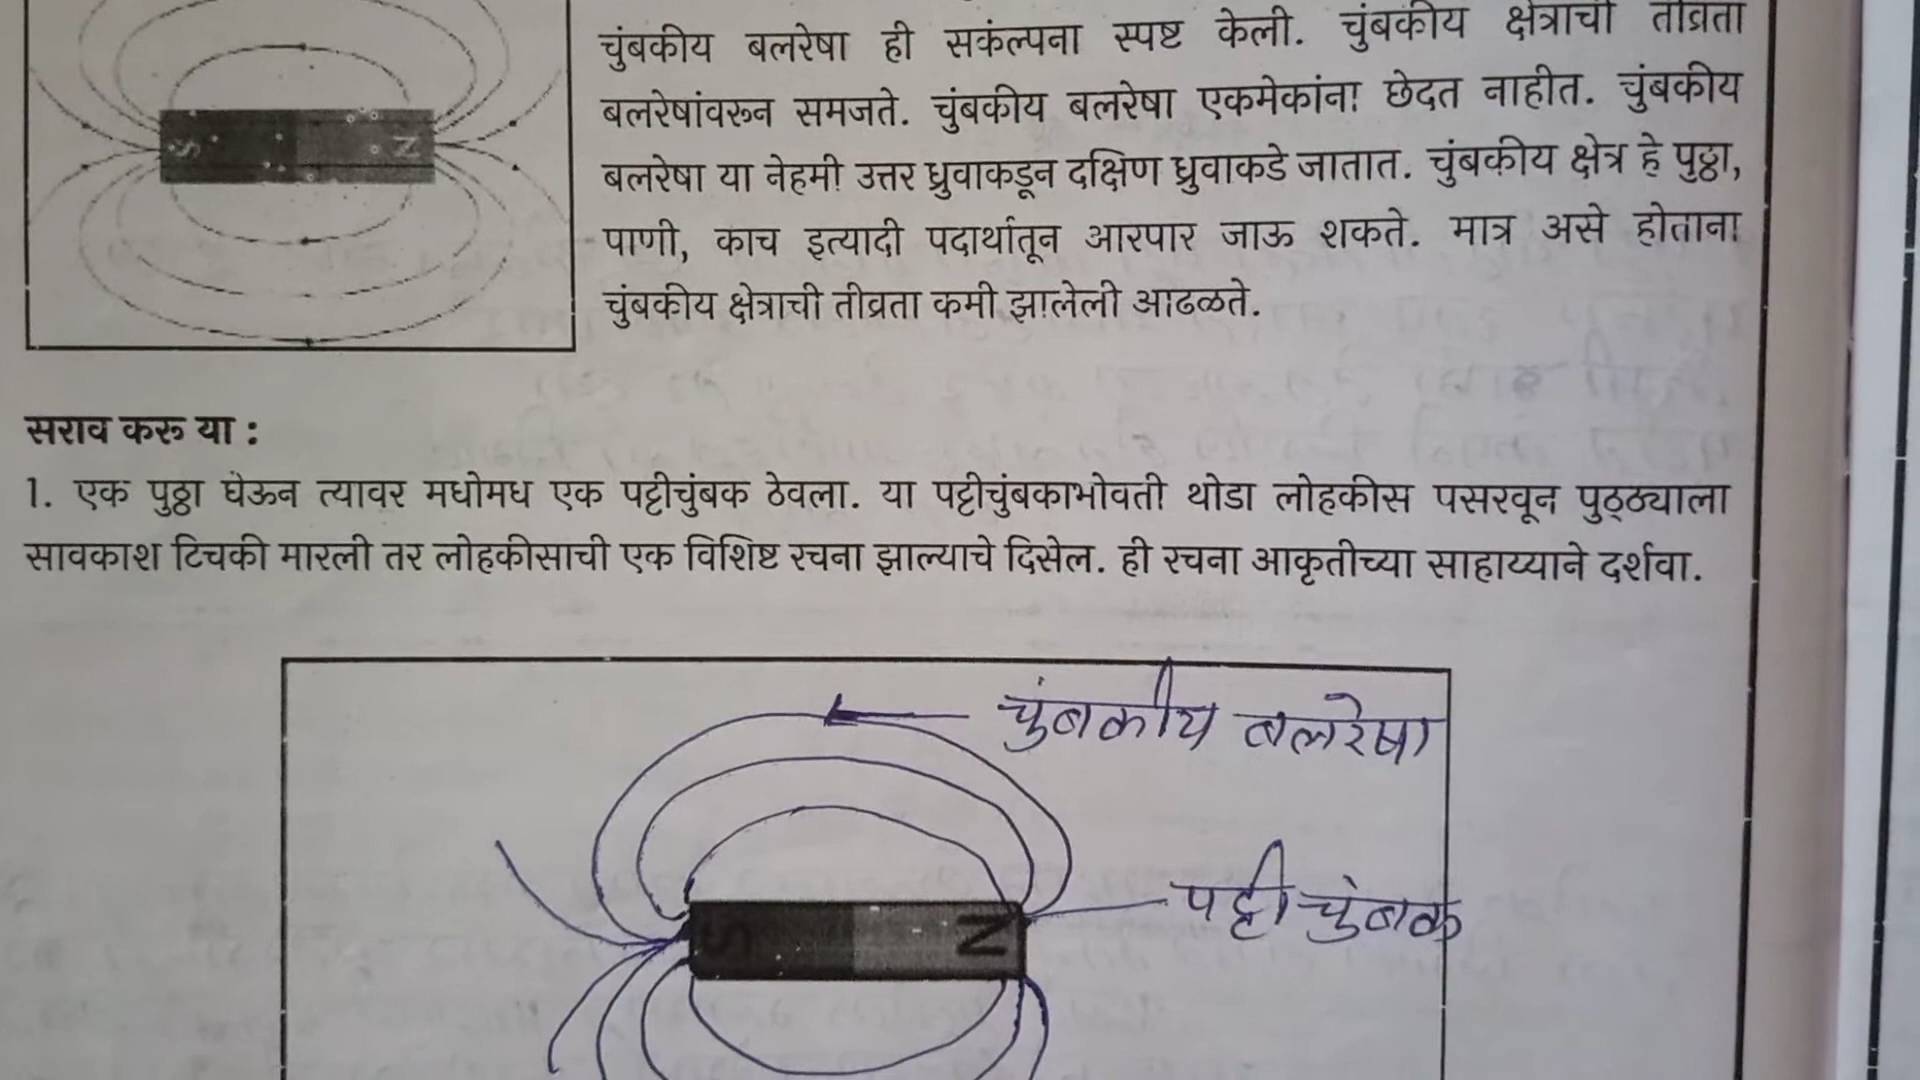 चुंबकीय बलरेषा ही सकंल्पना स्पष्ट केली. चुंबकीय क्षेत्राची तीव्रता
बलरेषांवरून समजते. चुंबकीय बलरेषा एकमेकांना छेदत नाहीत. चुंबकीय
बलरेषा या नेहमी उत्तर ध्रुवाकडून दक्षिण ध्रुवाकडे जातात. चुंबकीय क्षेत्र हे पुठ्ठा,
पाणी, काच इत्यादी पदार्थातून आरपार जाऊ शकते. मात्र असे होताना
चुंबकीय क्षेत्राची तीव्रता कमी झालेली आढळते.
S N
सराव करू या :
1. एक पुठ्ठा घेऊन त्यावर मधोमध एक पट्टीचुंबक ठेवला. या पट्टीचुंबकाभोवती थोडा लोहकीस पसरवून पुठ्ठ्याला
सावकाश टिचकी मारली तर लोहकीसाची एक विशिष्ट रचना झाल्याचे दिसेल. ही रचना आकृतीच्या साहाय्याने दर्शवा.
चुंबकीय बलरेषा
पट्टी चुंबक
S N